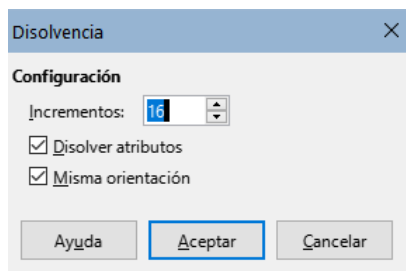 Disolvencia
Configuración
Incrementos: 16
Disolver atributos
Misma orientación
Ayuda Aceptar Cancelar